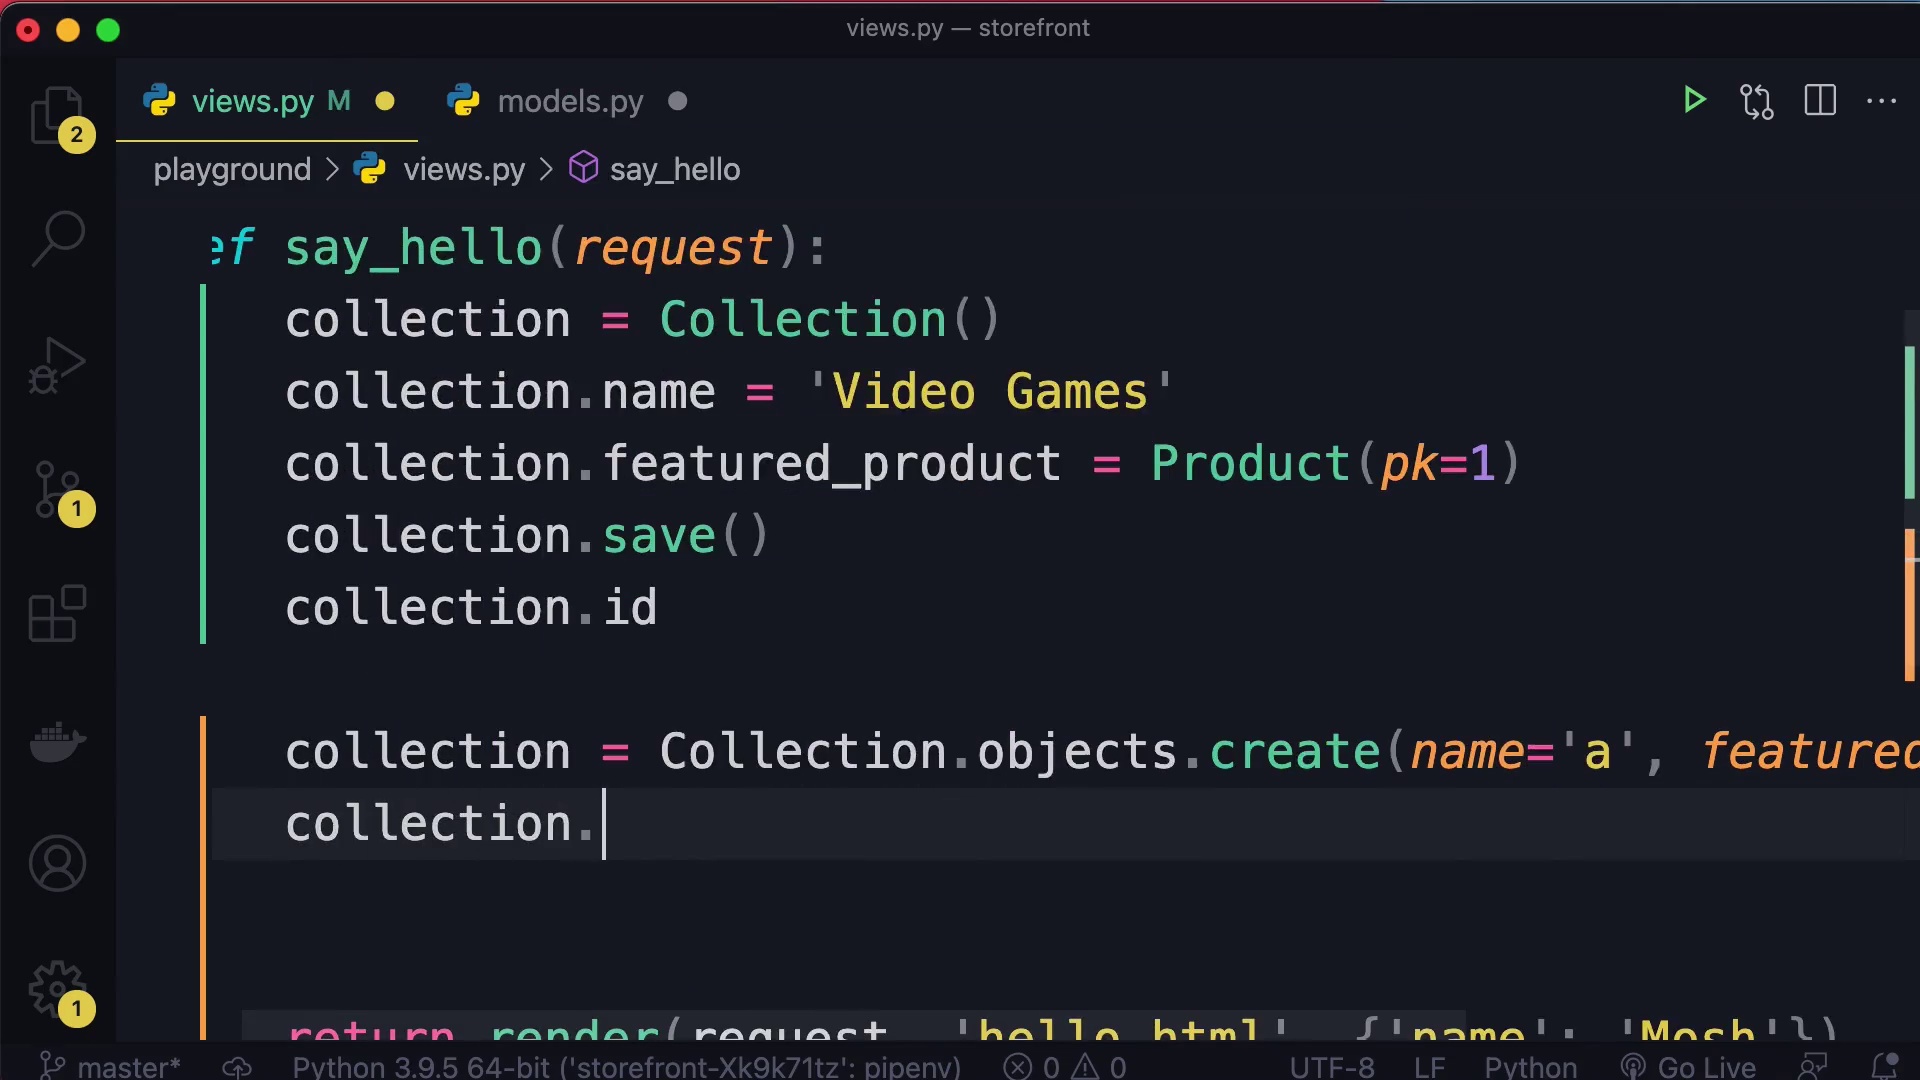 views.py — storefront
views.py M models.py
2
playground > views.py > say_hello
ef say_hello(request):
collection = Collection()
collection.name = 'Video Games'
collection.featured_product = Product(pk=1)
collection.save()
1
collection.id
collection = Collection.objects.create(name='a', featured
collection.
1
return render(request, 'hello.html', {'name': 'Mosh'})
master* Python 3.9.5 64-bit ('storefront-Xk9k71tz': pipenv) 0 0 UTF-8 LF Python Go Live